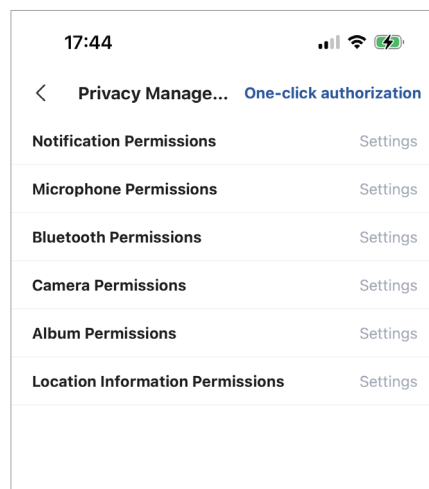 17:44
Privacy Manage... One-click authorization
Notification Permissions Settings
Microphone Permissions Settings
Bluetooth Permissions Settings
Camera Permissions Settings
Album Permissions Settings
Location Information Permissions Settings